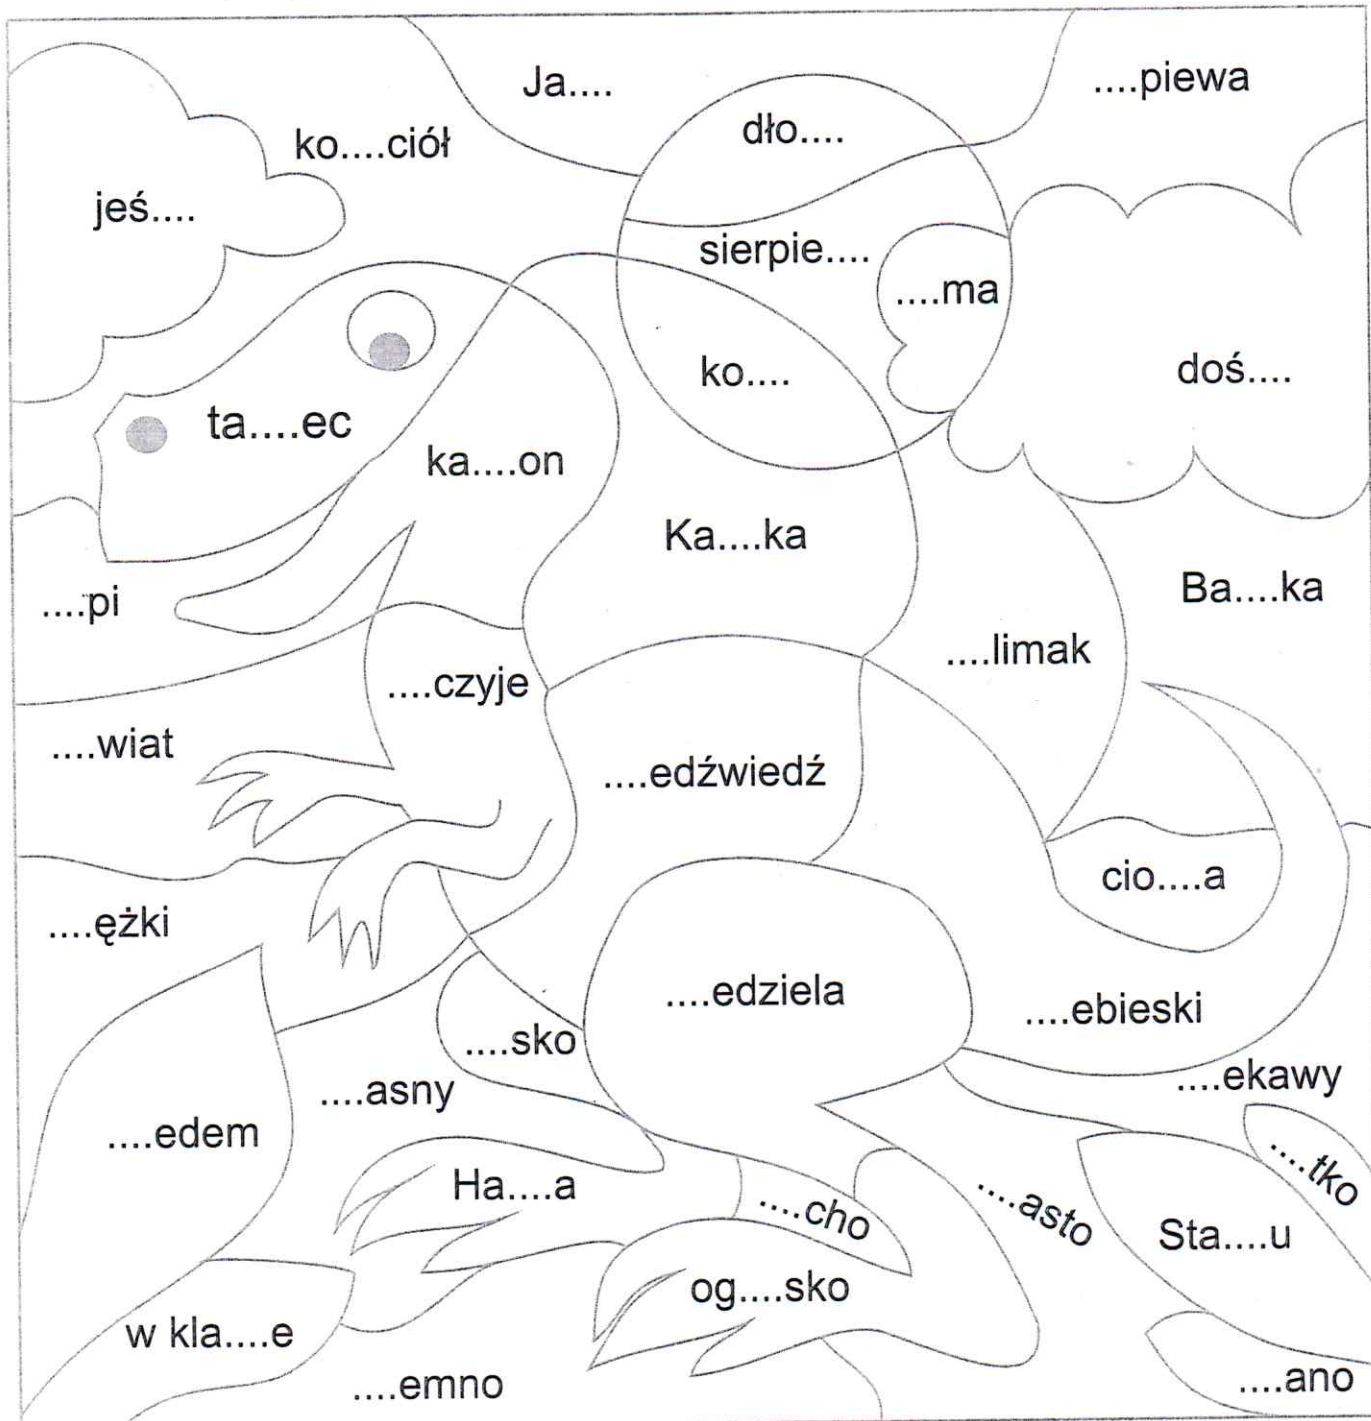 Ja....
....piewa
dło....
ko....ciół
jeś....
sierpie....
....ma
ko....
doś....
ta....ec
ka....on
Ka....ka
....pi
Ba....ka
....limak
....czyje
....wiat
....edźwiedź
cio....a
....ężki
....edziela
....ebieski
....sko
....ekawy
....asny
....edem
....tko
Ha....a
....cho
....asto
Sta....u
og....sko
w kla....e
....emno
....ano